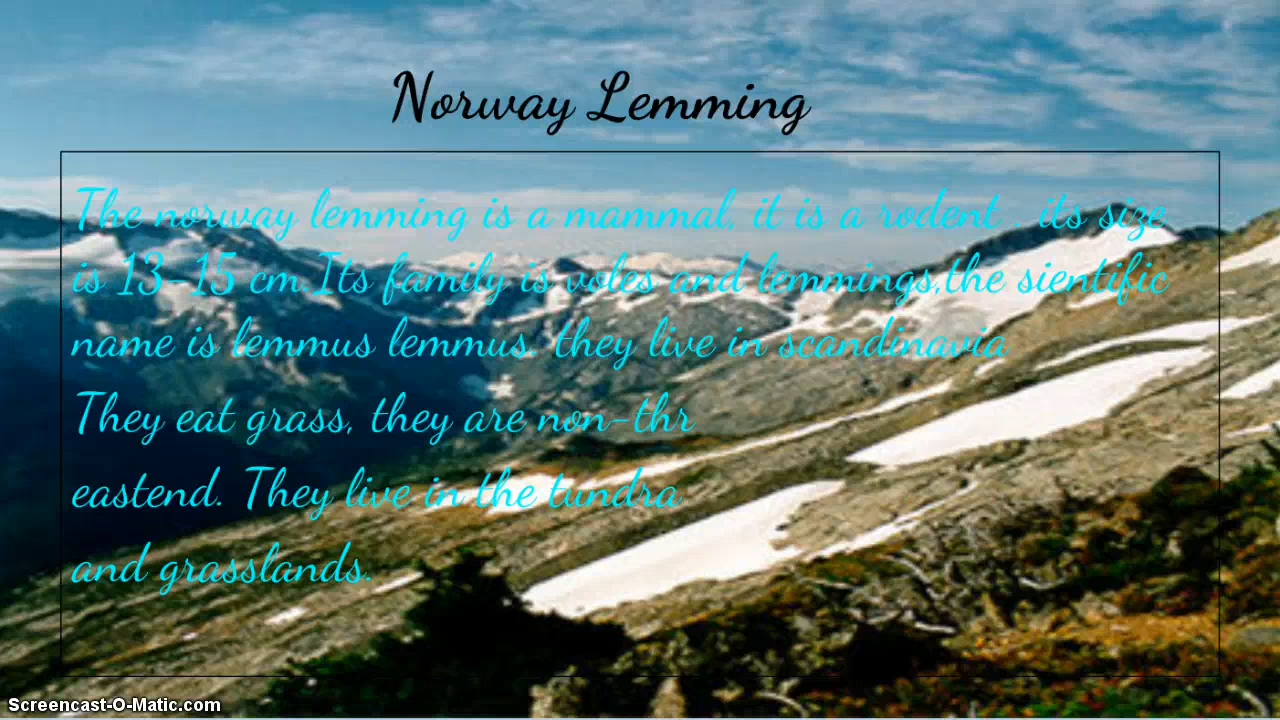 Norway Lemming
The norway lemming is a mammal, it is a rodent . its size
is 13-15 cm.Its family is voles and lemmings,the sientific
name is lemmus lemmus. they live in scandinavia
They eat grass, they are non-thr
eastend. They live in the tundra
and grasslands.
Screencast-O-Matic.com